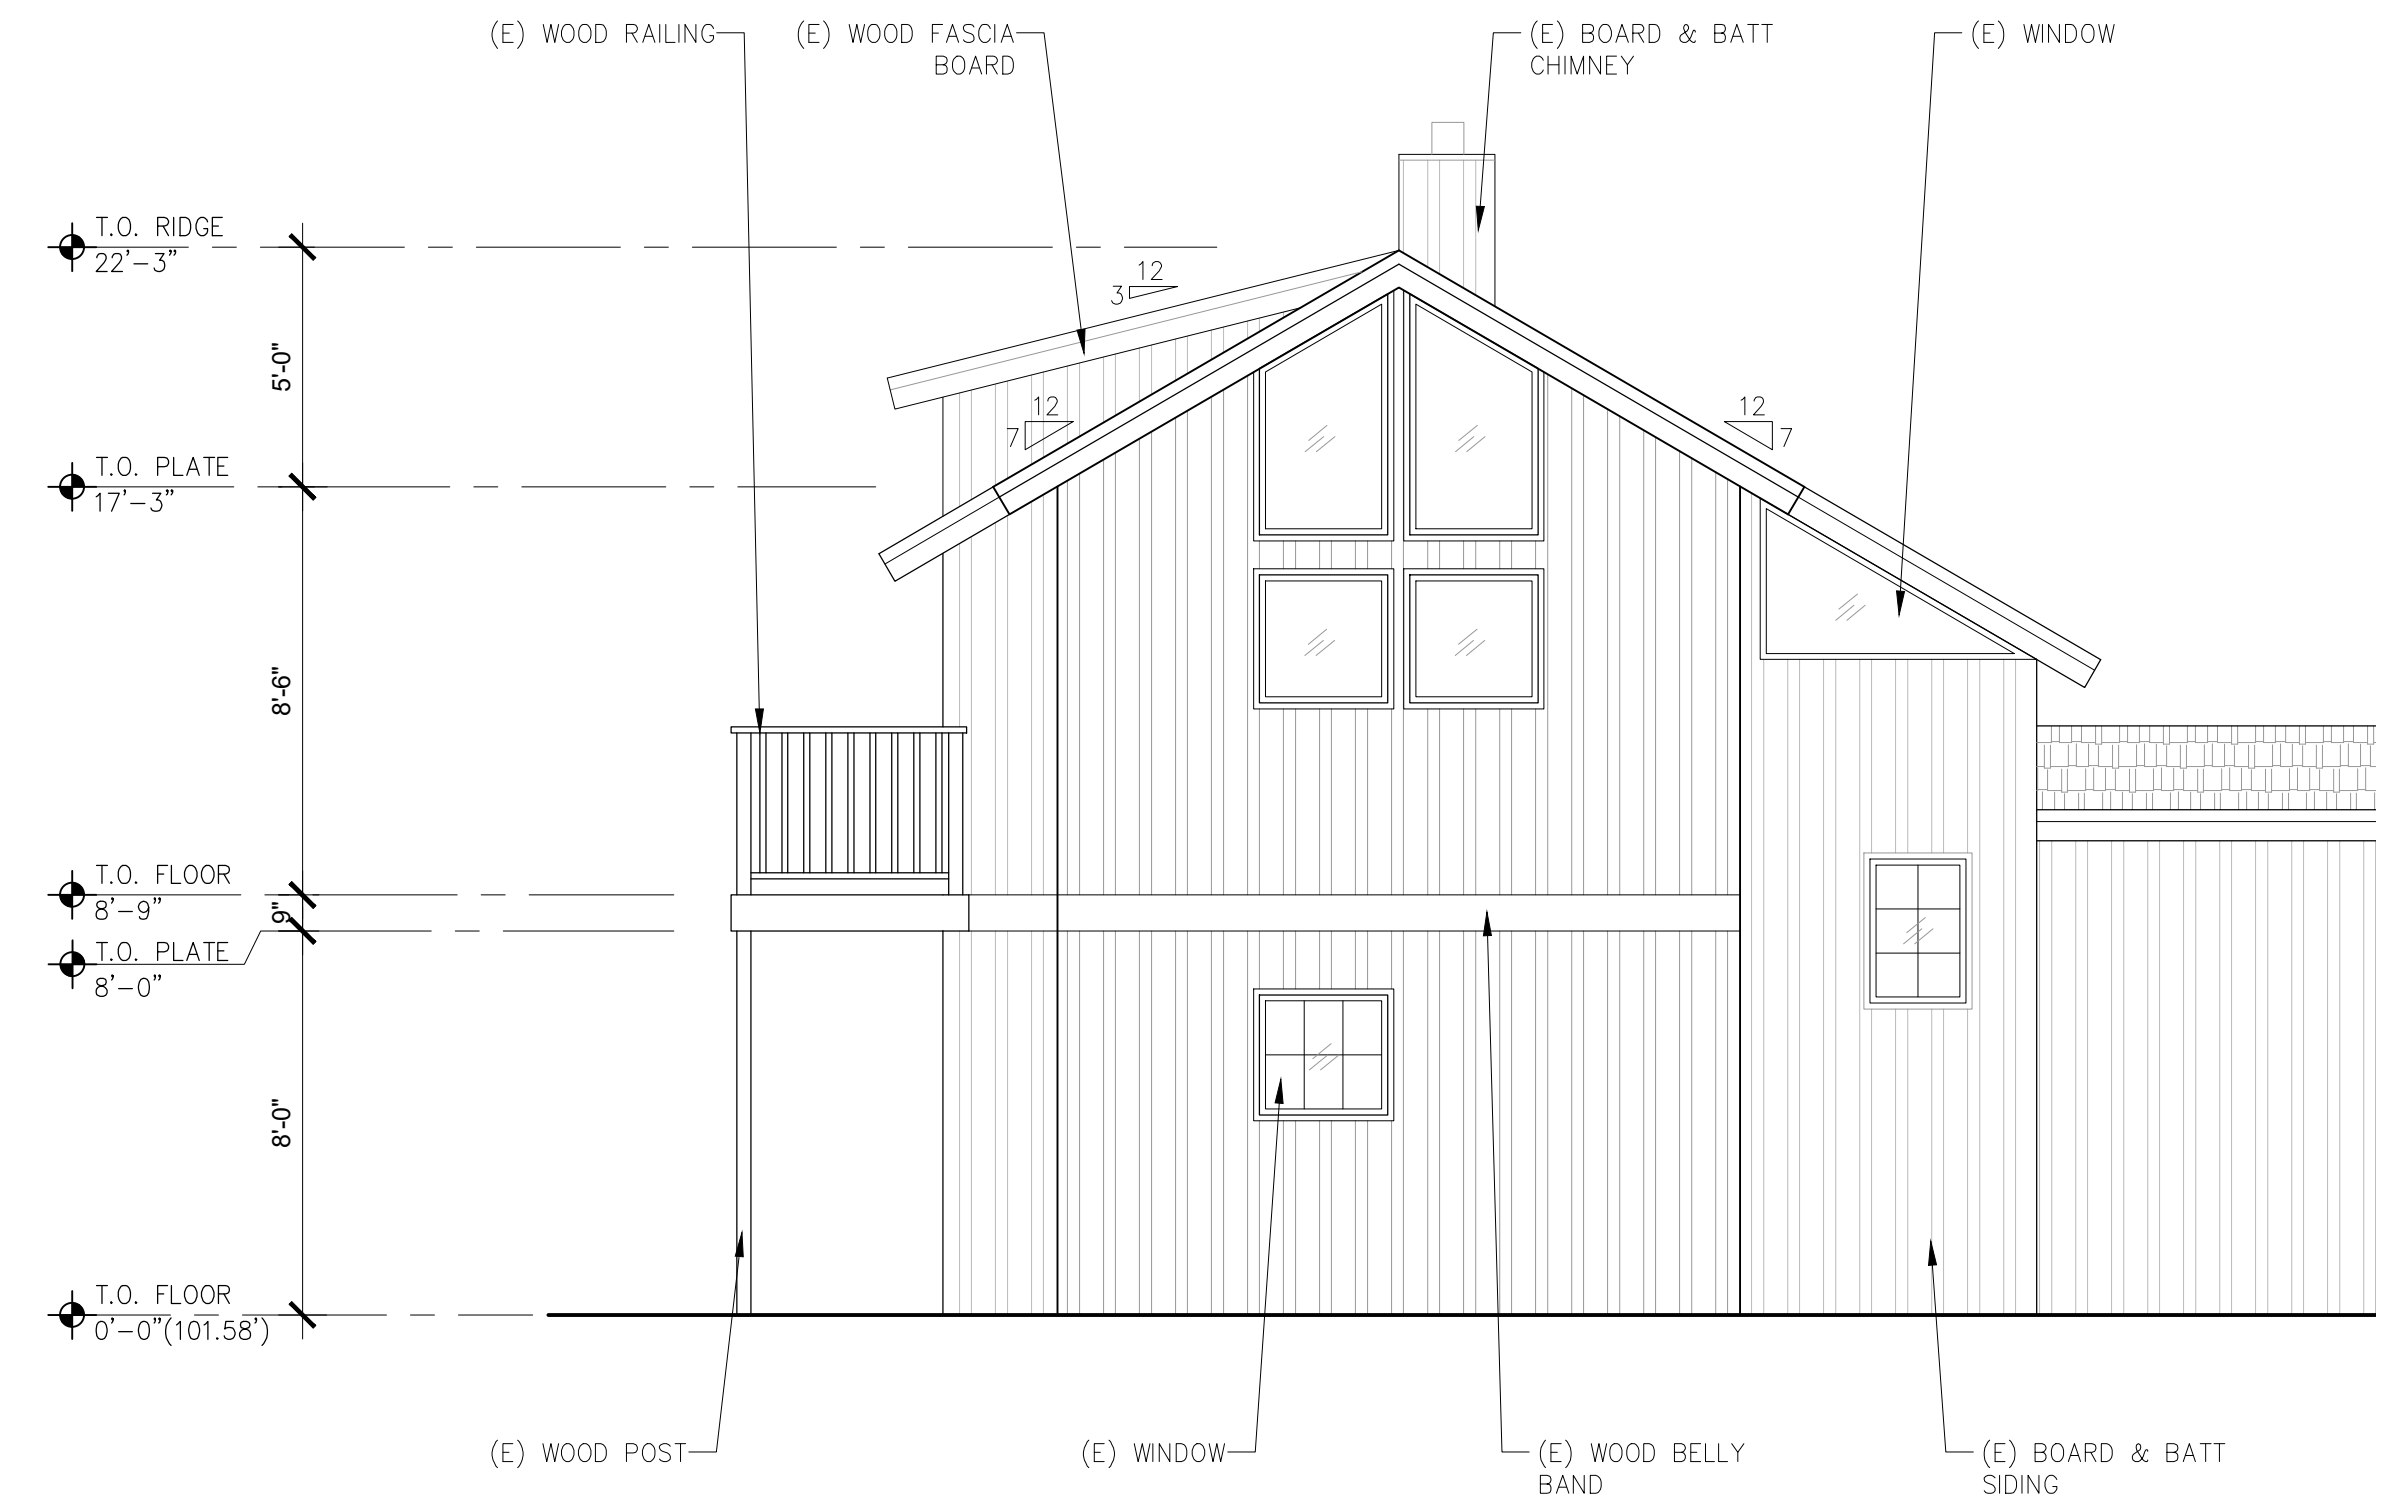 (E) WOOD RAILING
(E) WOOD FASCIA
BOARD
(E) BOARD & BATT
CHIMNEY
(E) WINDOW
T.O. RIDGE
22'-3"
12
3
5'-0"
12
7
12
7
T.O. PLATE
17'-3"
8'-6"
T.O. FLOOR
8'-9"
9"
T.O. PLATE
8'-0"
8'-0"
T.O. FLOOR
0'-0"(101.58')
(E) WOOD POST
(E) WINDOW
(E) WOOD BELLY
BAND
(E) BOARD & BATT
SIDING